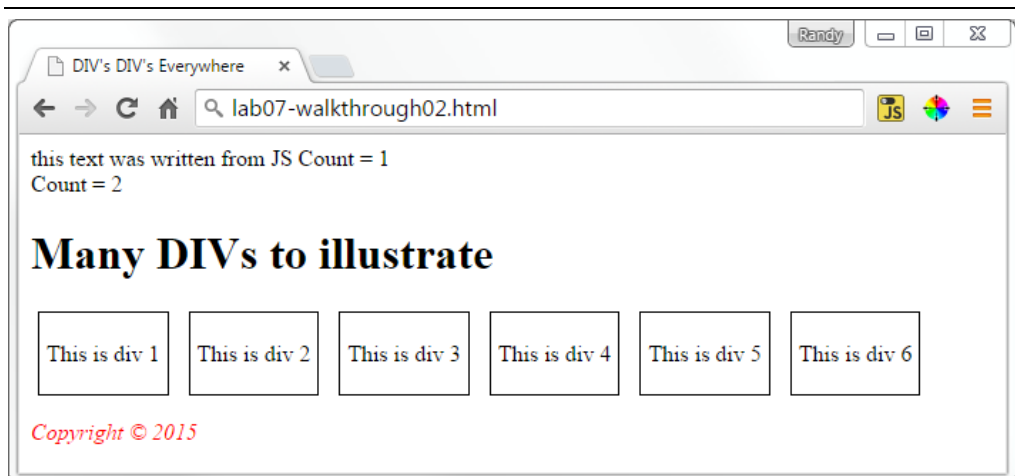 Randy
DIV's DIV's Everywhere
lab07-walkthrough02.html
JS
this text was written from JS Count = 1
Count = 2
Many DIVs to illustrate
This is div 1
This is div 2
This is div 3
This is div 4
This is div 5
This is div 6
Copyright © 2015